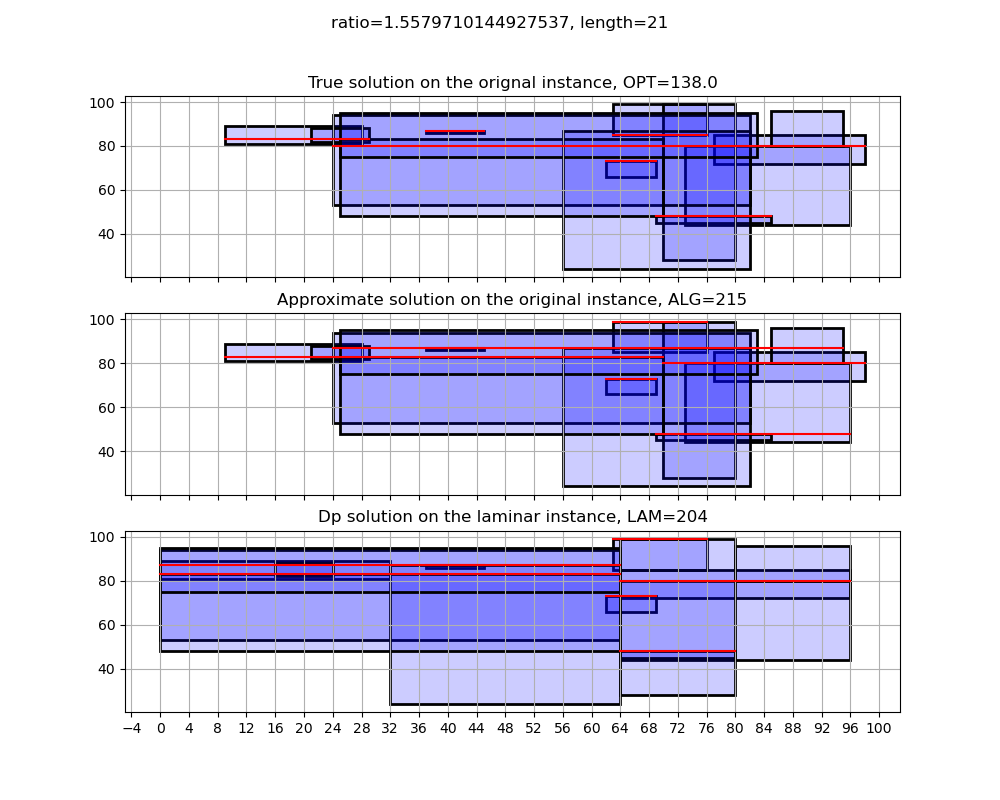 ratio=1.5579710144927537, length=21
True solution on the orignal instance, OPT=138.0
100
80
60
40
Approximate solution on the original instance, ALG=215
100
80
60
40
Dp solution on the laminar instance, LAM=204
100
80
60
40
−4 0 4 8 12 16 20 24 28 32 36 40 44 48 52 56 60 64 68 72 76 80 84 88 92 96 100